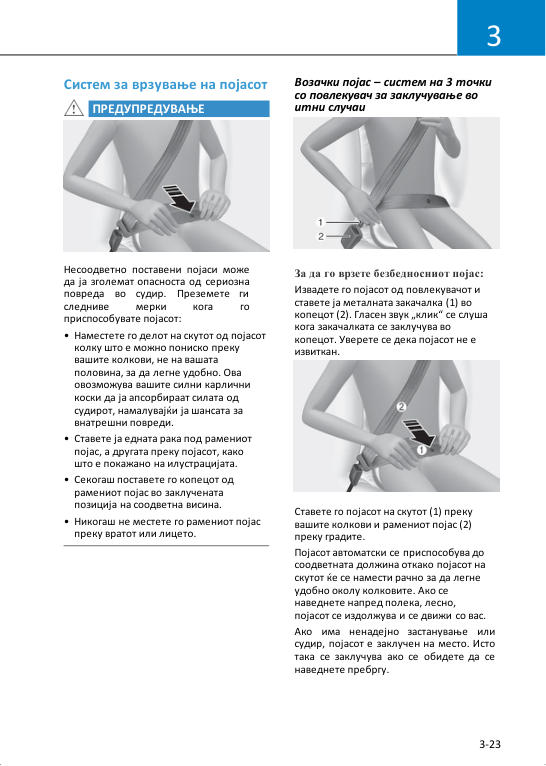 3
Систем за врзување на појасот
ПРЕДУПРЕДУВАЊЕ
Несоодветно поставени појаси може
да ја зголемат опасноста од сериозна
повреда во судир. Преземете ги
следниве мерки кога го
приспособувате појасот:
• Наместете го делот на скутот од појасот
колку што е можно пониско преку
вашите колкови, не на вашата
половина, за да легне удобно. Ова
овозможува вашите силни карлични
коски да ја апсорбираат силата од
судирот, намалувајќи ја шансата за
внатрешни повреди.
• Ставете ја едната рака под рамениот
појас, а другата преку појасот, како
што е покажано на илустрацијата.
• Секогаш поставете го копецот од
рамениот појас во заклучената
позиција на соодветна висина.
• Никогаш не местете го рамениот појас
преку вратот или лицето.
Возачки појас – систем на 3 точки
со повлекувач за заклучување во
итни случаи
1
2
За да го врзете безбедносниот појас:
Извадете го појасот од повлекувачот и
ставете ја металната закачалка (1) во
копецот (2). Гласен звук „клик“ се слуша
кога закачалката се заклучува во
копецот. Уверете се дека појасот не е
извиткан.
2
1
Ставете го појасот на скутот (1) преку
вашите колкови и рамениот појас (2)
преку градите.
Појасот автоматски се приспособува до
соодветната должина откако појасот на
скутот ќе се намести рачно за да легне
удобно околу колковите. Ако се
наведнете напред полека, лесно,
појасот се издолжува и се движи со вас.
Ако има ненадејно застанување или
судир, појасот е заклучен на место. Исто
така се заклучува ако се обидете да се
наведнете пребргу.
3-23